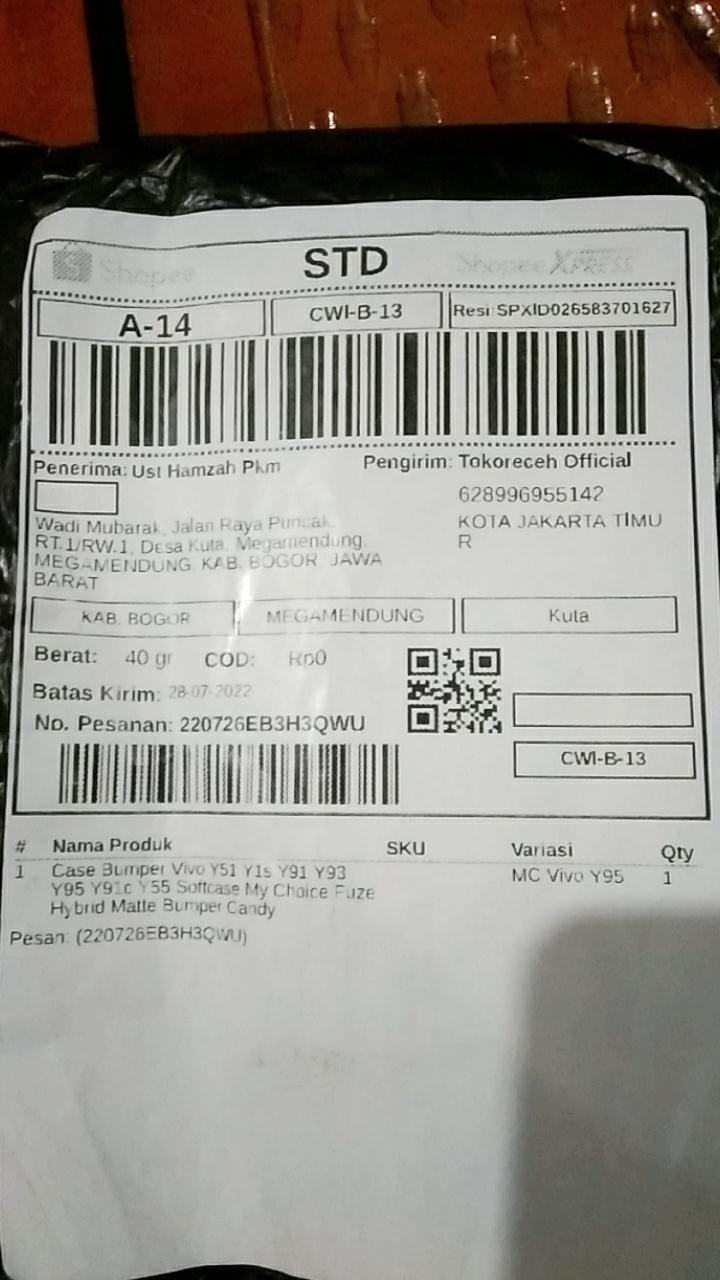 Shopee STD Shopee XPRESS
A-14 CWI-B-13 Resi:SPXID026583701627
Penerima: Ust Hamzah Pkm
Pengirim: Tokoreceh Official
628996955142
KOTA JAKARTA TIMU
R
Wadi Mubarak, Jalan Raya Puncak,
RT.1/RW.1, Desa Kuta, Megamendung,
MEGAMENDUNG, KAB. BOGOR, JAWA
BARAT
KAB. BOGOR MEGAMENDUNG Kuta
Berat: 40 gr COD: Rp0
Batas Kirim: 28-07-2022
No. Pesanan: 220726EB3H3QWU
CWI-B-13
# Nama Produk SKU Variasi Qty
1 Case Bumper Vivo Y51 Y1s Y91 Y93 MC Vivo Y95 1
Y95 Y91c Y55 Softcase My Choice Fuze
Hybrid Matte Bumper Candy
Pesan: (220726EB3H3QWU)